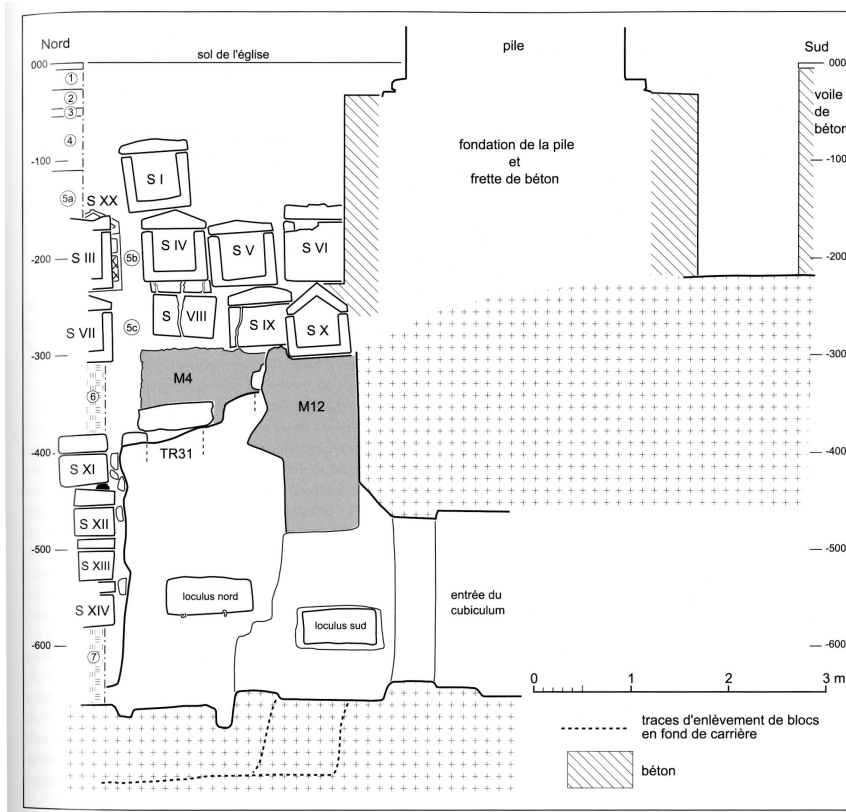 Nord
sol de l'église
pile
Sud
000
000
1
2
3
4
voile
de
béton
-100
-100
fondation de la pile
et
frette de béton
S I
5a
S XX
S III
S IV
S V
S VI
5b
-200
-200
S VII
5c
S VIII
S IX
S X
-300
-300
6
M4
M12
-400
-400
TR31
S XI
S XII
-500
-500
S XIII
loculus nord
entrée du
cubiculum
S XIV
loculus sud
-600
-600
7
0
1
2
3 m
traces d'enlèvement de blocs
en fond de carrière
béton